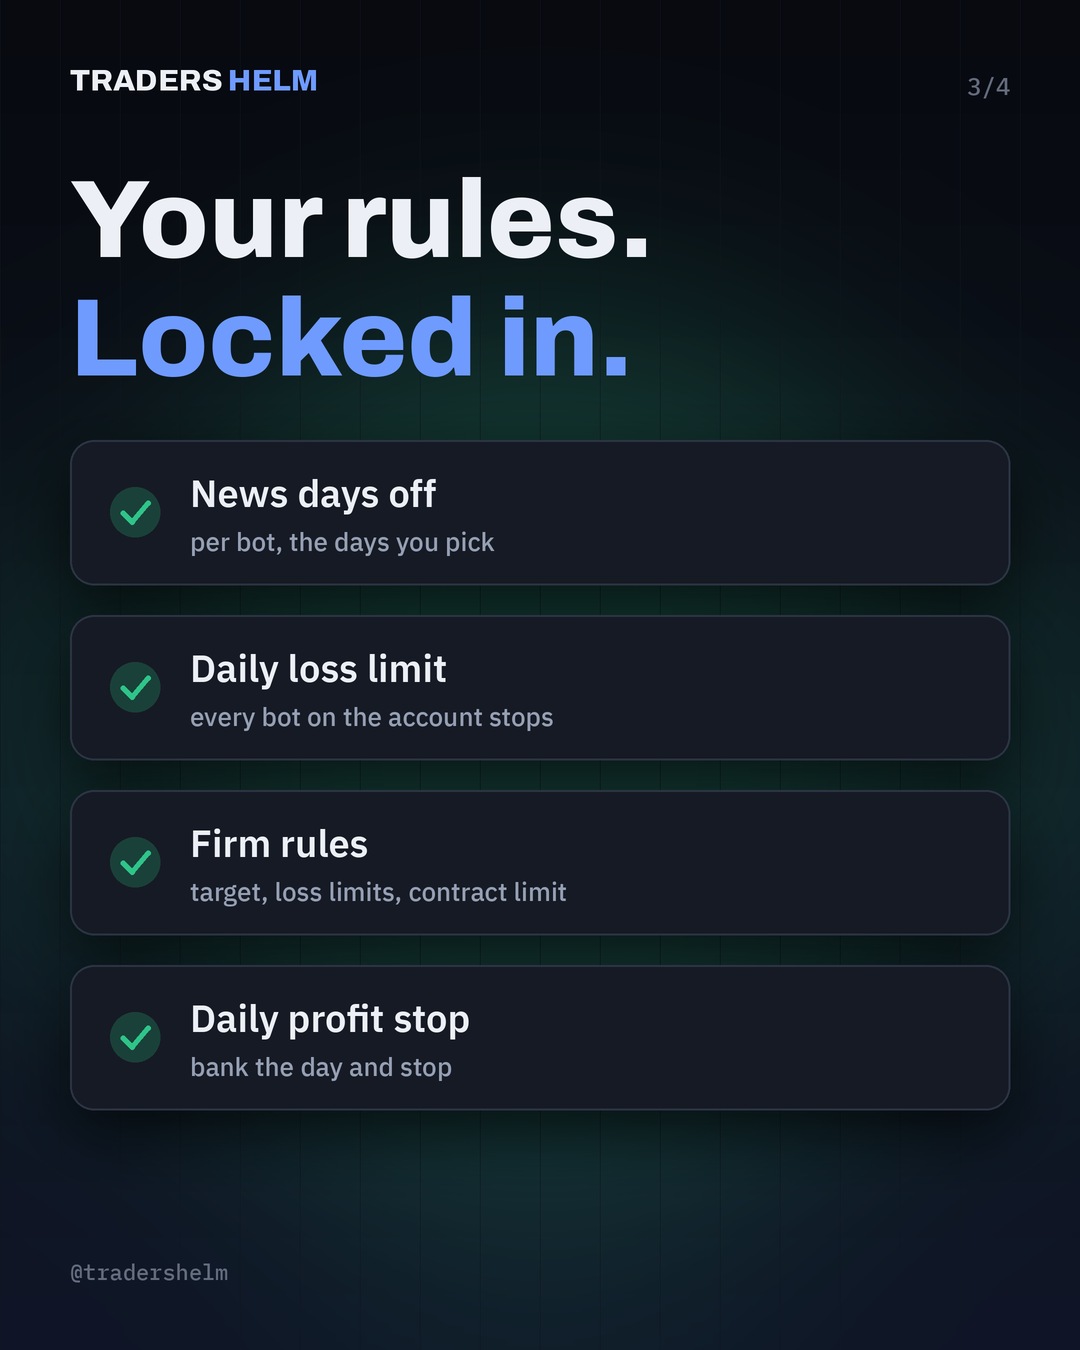 TRADERS HELM
3/4
Your rules.
Locked in.
News days off
per bot, the days you pick
Daily loss limit
every bot on the account stops
Firm rules
target, loss limits, contract limit
Daily profit stop
bank the day and stop
@tradershelm